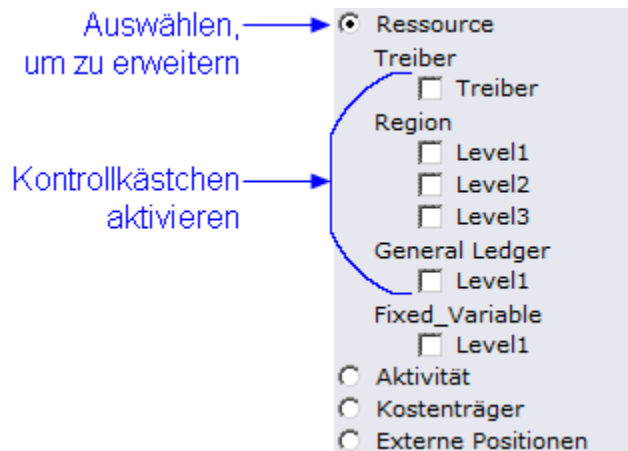 Auswählen,
um zu erweitern
Kontrollkästchen
aktivieren
Ressource
Treiber
Treiber
Region
Level1
Level2
Level3
General Ledger
Level1
Fixed_Variable
Level1
Aktivität
Kostenträger
Externe Positionen